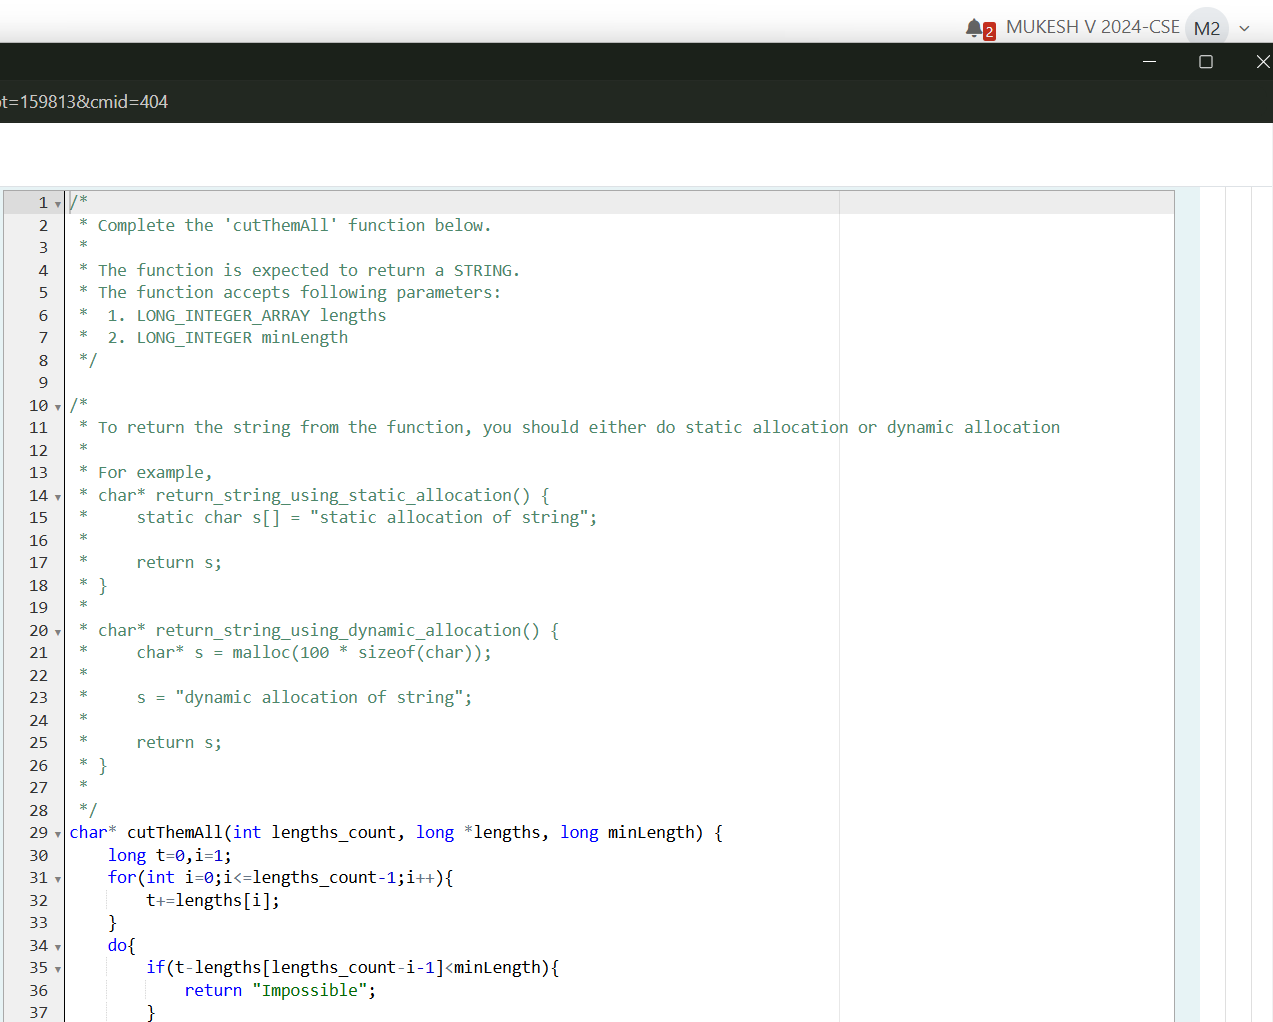 2 MUKESH V 2024-CSE M2
t=159813&cmid=404
1 /*
2 * Complete the 'cutThemAll' function below.
3 *
4 * The function is expected to return a STRING.
5 * The function accepts following parameters:
6 *  1. LONG_INTEGER_ARRAY lengths
7 *  2. LONG_INTEGER minLength
8 */
9
10 /*
11 * To return the string from the function, you should either do static allocation or dynamic allocation
12 *
13 * For example,
14 * char* return_string_using_static_allocation() {
15 *     static char s[] = "static allocation of string";
16 *
17 *     return s;
18 * }
19 *
20 * char* return_string_using_dynamic_allocation() {
21 *     char* s = malloc(100 * sizeof(char));
22 *
23 *     s = "dynamic allocation of string";
24 *
25 *     return s;
26 * }
27 *
28 */
29 char* cutThemAll(int lengths_count, long *lengths, long minLength) {
30     long t=0,i=1;
31     for(int i=0;i<=lengths_count-1;i++){
32         t+=lengths[i];
33     }
34     do{
35         if(t-lengths[lengths_count-i-1]<minLength){
36             return "Impossible";
37         }